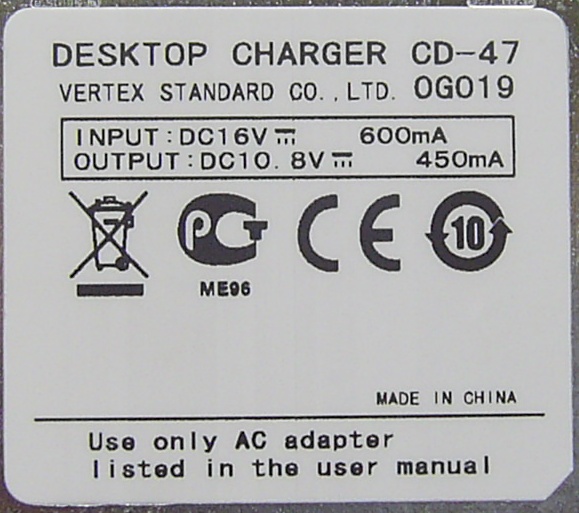 DESKTOP CHARGER CD-47
VERTEX STANDARD CO.,LTD. 0G019
INPUT:DC16V⎓ 600mA
OUTPUT:DC10.8V⎓ 450mA
PCT CE 10
ME96
MADE IN CHINA
Use only AC adapter
listed in the user manual